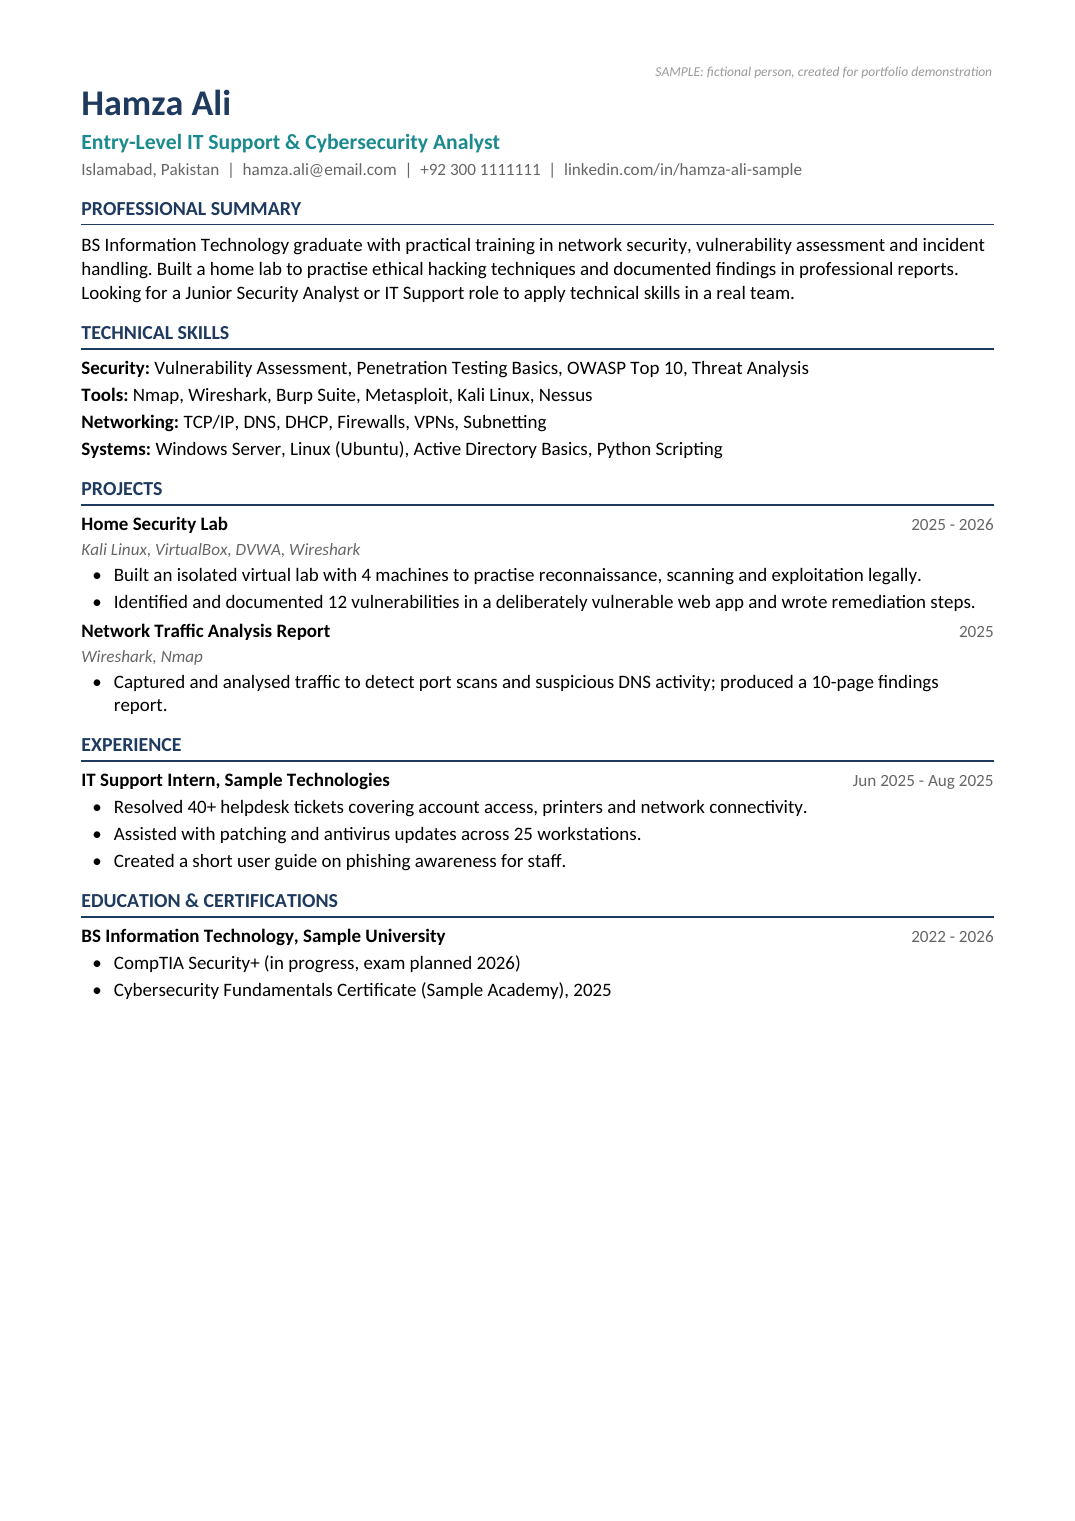 SAMPLE: fictional person, created for portfolio demonstration
Hamza Ali
Entry-Level IT Support & Cybersecurity Analyst
Islamabad, Pakistan | hamza.ali@email.com | +92 300 1111111 | linkedin.com/in/hamza-ali-sample
PROFESSIONAL SUMMARY
BS Information Technology graduate with practical training in network security, vulnerability assessment and incident
handling. Built a home lab to practise ethical hacking techniques and documented findings in professional reports.
Looking for a Junior Security Analyst or IT Support role to apply technical skills in a real team.
TECHNICAL SKILLS
Security: Vulnerability Assessment, Penetration Testing Basics, OWASP Top 10, Threat Analysis
Tools: Nmap, Wireshark, Burp Suite, Metasploit, Kali Linux, Nessus
Networking: TCP/IP, DNS, DHCP, Firewalls, VPNs, Subnetting
Systems: Windows Server, Linux (Ubuntu), Active Directory Basics, Python Scripting
PROJECTS
Home Security Lab 2025 - 2026
Kali Linux, VirtualBox, DVWA, Wireshark
• Built an isolated virtual lab with 4 machines to practise reconnaissance, scanning and exploitation legally.
• Identified and documented 12 vulnerabilities in a deliberately vulnerable web app and wrote remediation steps.
Network Traffic Analysis Report 2025
Wireshark, Nmap
• Captured and analysed traffic to detect port scans and suspicious DNS activity; produced a 10-page findings
report.
EXPERIENCE
IT Support Intern, Sample Technologies Jun 2025 - Aug 2025
• Resolved 40+ helpdesk tickets covering account access, printers and network connectivity.
• Assisted with patching and antivirus updates across 25 workstations.
• Created a short user guide on phishing awareness for staff.
EDUCATION & CERTIFICATIONS
BS Information Technology, Sample University 2022 - 2026
• CompTIA Security+ (in progress, exam planned 2026)
• Cybersecurity Fundamentals Certificate (Sample Academy), 2025